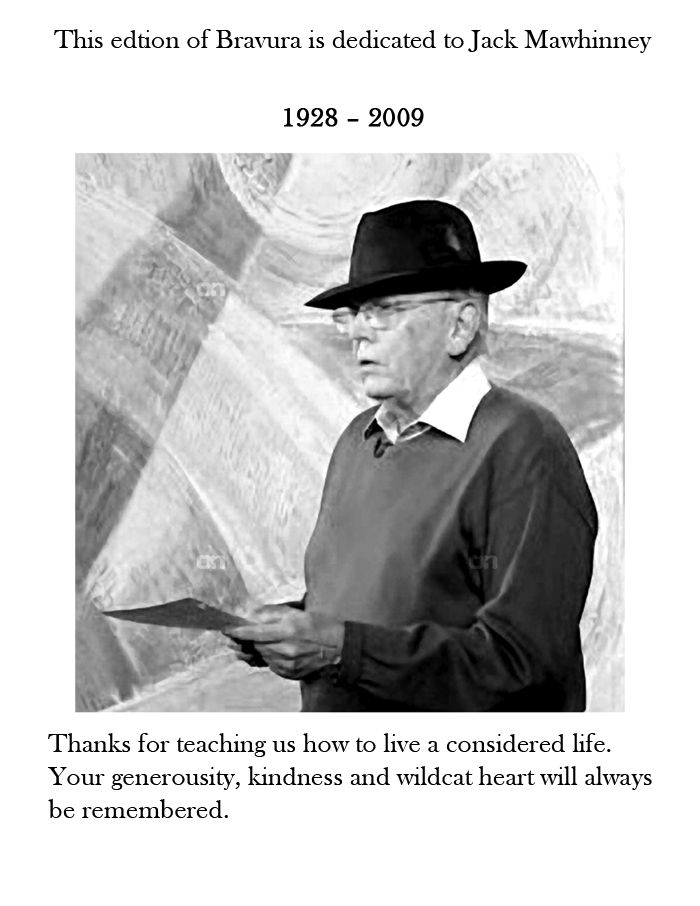 This edtion of Bravura is dedicated to Jack Mawhinney
1928 – 2009
Thanks for teaching us how to live a considered life.
Your generousity, kindness and wildcat heart will always
be remembered.